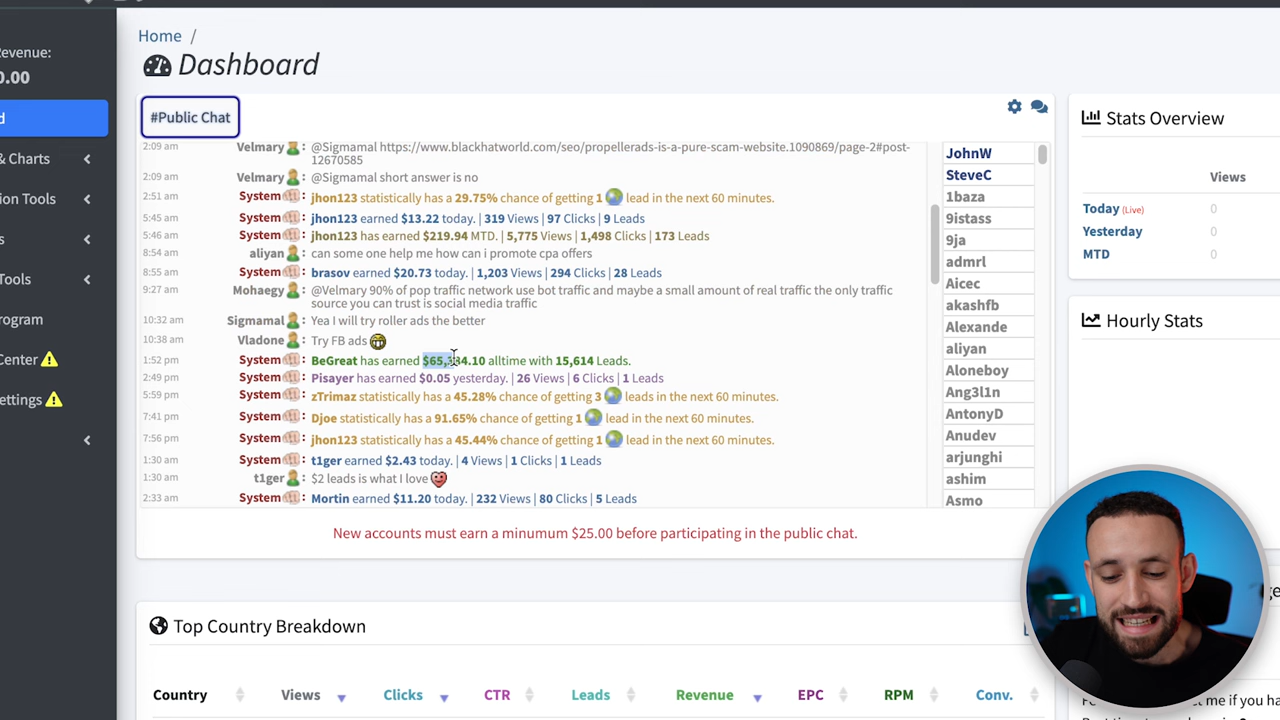 Home /
Dashboard
Revenue:
0.00
#Public Chat
& Charts
ion Tools
Tools
rogram
Center
ettings
2:09 am Velmary : @Sigmamal https://www.blackhatworld.com/seo/propellerads-is-a-pure-scam-website.1090869/page-2#post-
12670585
2:09 am Velmary : @Sigmamal short answer is no
2:51 am System : jhon123 statistically has a 29.75% chance of getting 1 lead in the next 60 minutes.
5:45 am System : jhon123 earned $13.22 today. | 319 Views | 97 Clicks | 9 Leads
5:46 am System : jhon123 has earned $219.94 MTD. | 5,775 Views | 1,498 Clicks | 173 Leads
8:54 am aliyan : can some one help me how can i promote cpa offers
8:55 am System : brasov earned $20.73 today. | 1,203 Views | 294 Clicks | 28 Leads
9:27 am Mohaegy : @Velmary 90% of pop traffic network use bot traffic and maybe a small amount of real traffic the only traffic
source you can trust is social media traffic
10:32 am Sigmamal : Yea I will try roller ads the better
10:38 am Vladone : Try FB ads
1:52 pm System : BeGreat has earned alltime with 15,614 Leads.
2:49 pm System : Pisayer has earned $0.05 yesterday. | 26 Views | 6 Clicks | 1 Leads
5:59 pm System : zTrimaz statistically has a 45.28% chance of getting 3 leads in the next 60 minutes.
7:41 pm System : Djoe statistically has a 91.65% chance of getting 1 lead in the next 60 minutes.
7:56 pm System : jhon123 statistically has a 45.44% chance of getting 1 lead in the next 60 minutes.
1:30 am System : t1ger earned $2.43 today. | 4 Views | 1 Clicks | 1 Leads
1:30 am t1ger : $2 leads is what I love
2:33 am System : Mortin earned $11.20 today. | 232 Views | 80 Clicks | 5 Leads
New accounts must earn a minumum $25.00 before participating in the public chat.
JohnW
SteveC
1baza
9istass
9ja
admrl
Aicec
akashfb
Alexande
aliyan
Aloneboy
Ang3l1n
AntonyD
Anudev
arjunghi
ashim
Asmo
Stats Overview
Views
Today (Live) 0
Yesterday 0
MTD 0
Hourly Stats
Top Country Breakdown
Country Views Clicks CTR Leads Revenue EPC RPM Conv.
me if you ha